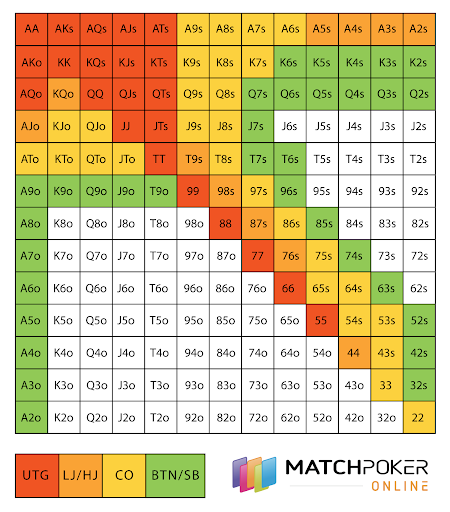 AA AKs AQs AJs ATs A9s A8s A7s A6s A5s A4s A3s A2s
AKo KK KQs KJs KTs K9s K8s K7s K6s K5s K4s K3s K2s
AQo KQo QQ QJs QTs Q9s Q8s Q7s Q6s Q5s Q4s Q3s Q2s
AJo KJo QJo JJ JTs J9s J8s J7s J6s J5s J4s J3s J2s
ATo KTo QTo JTo TT T9s T8s T7s T6s T5s T4s T3s T2s
A9o K9o Q9o J9o T9o 99 98s 97s 96s 95s 94s 93s 92s
A8o K8o Q8o J8o T8o 98o 88 87s 86s 85s 84s 83s 82s
A7o K7o Q7o J7o T7o 97o 87o 77 76s 75s 74s 73s 72s
A6o K6o Q6o J6o T6o 96o 86o 76o 66 65s 64s 63s 62s
A5o K5o Q5o J5o T5o 95o 85o 75o 65o 55 54s 53s 52s
A4o K4o Q4o J4o T4o 94o 84o 74o 64o 54o 44 43s 42s
A3o K3o Q3o J3o T3o 93o 83o 73o 63o 53o 43o 33 32s
A2o K2o Q2o J2o T2o 92o 82o 72o 62o 52o 42o 32o 22
UTG LJ/HJ CO BTN/SB
MATCHPOKER
ONLINE